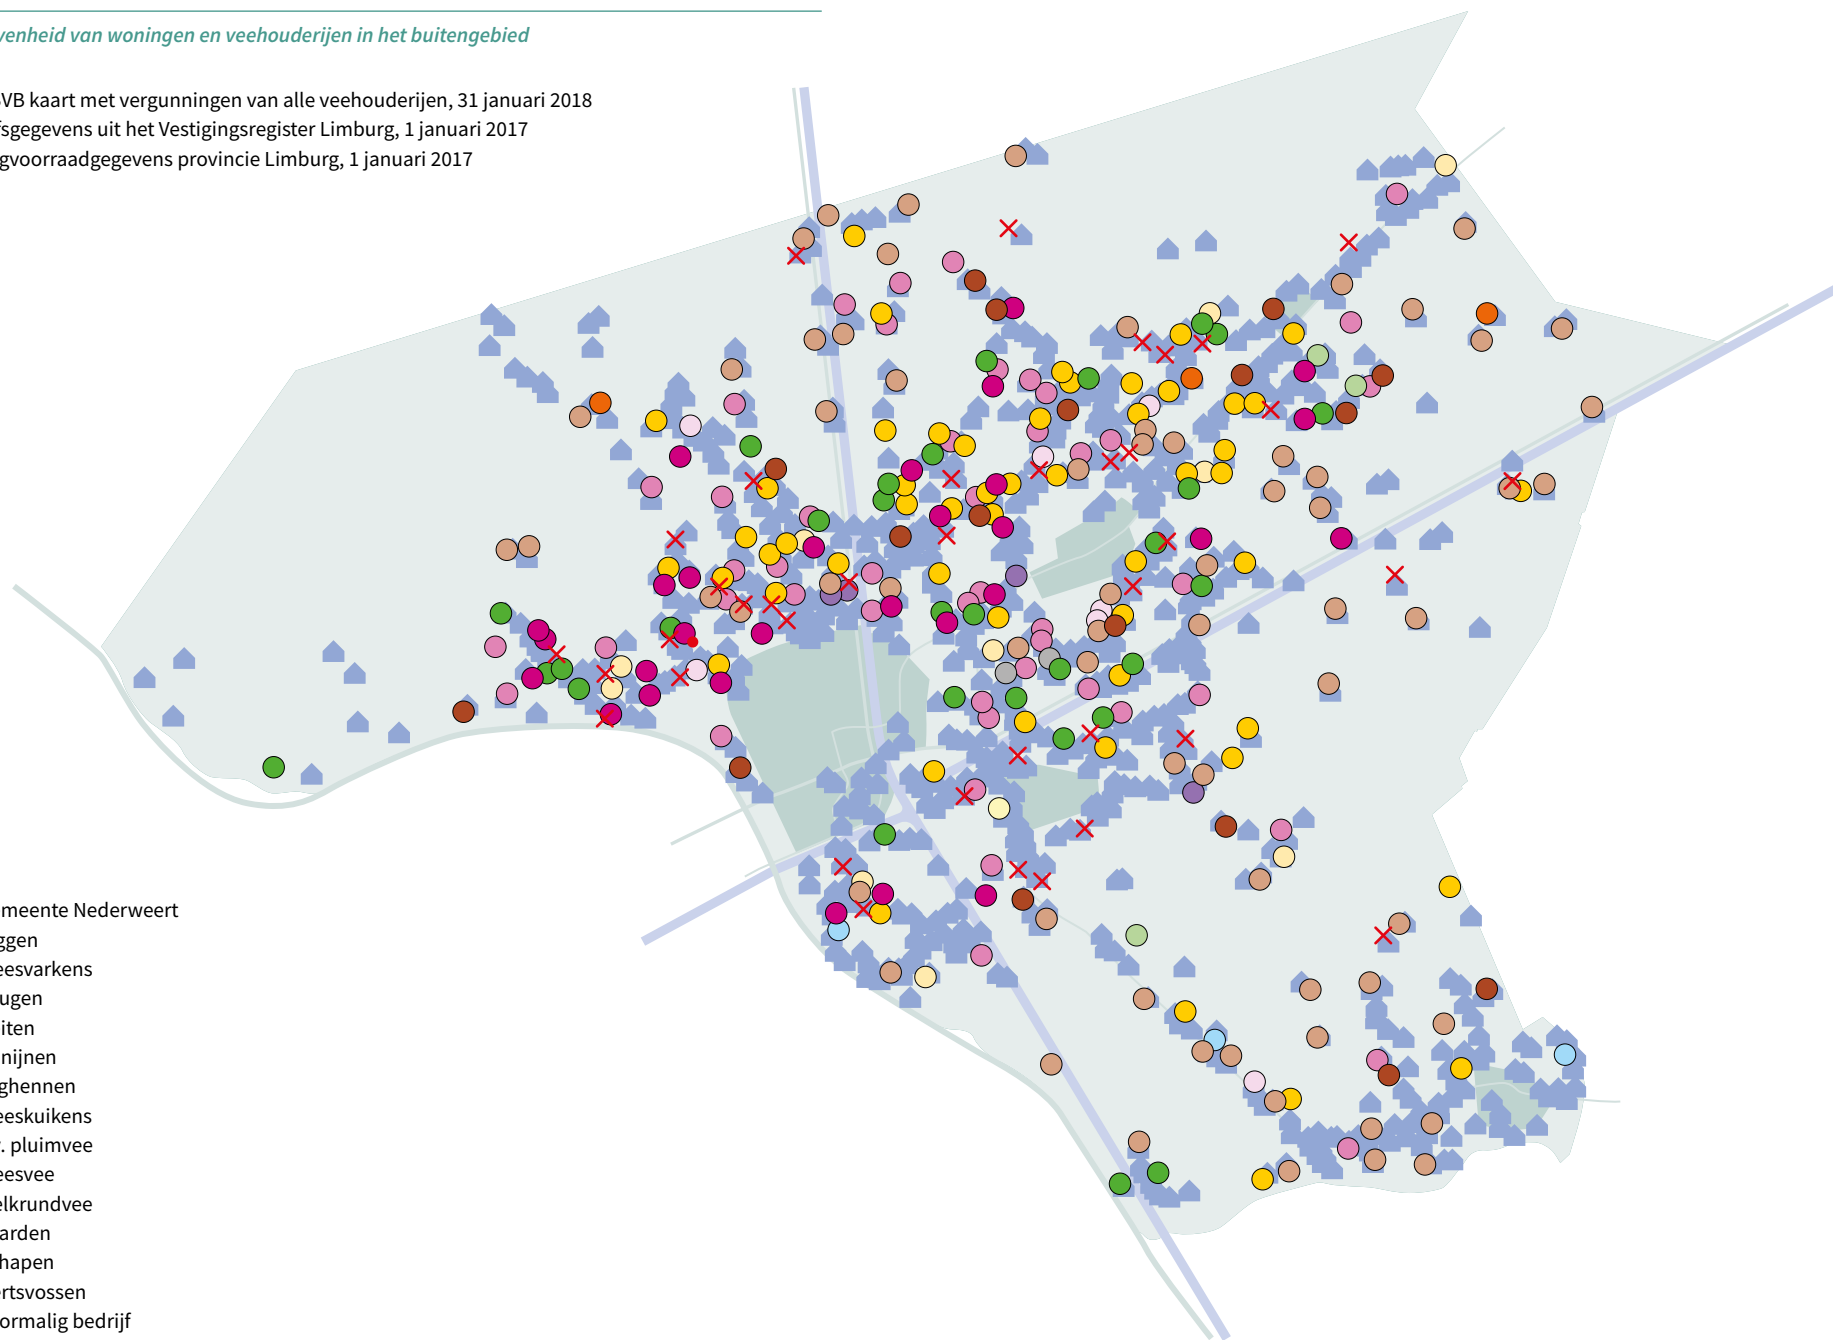 venheid van woningen en veehouderijen in het buitengebied
VB kaart met vergunningen van alle veehouderijen, 31 januari 2018
fsgegevens uit het Vestigingsregister Limburg, 1 januari 2017
gvoorraadgegevens provincie Limburg, 1 januari 2017
meente Nederweert
ggen
eesvarkens
ugen
iten
nijnen
ghennen
eeskuikens
. pluimvee
eesvee
elkrundvee
arden
hapen
ertsvossen
ormalig bedrijf